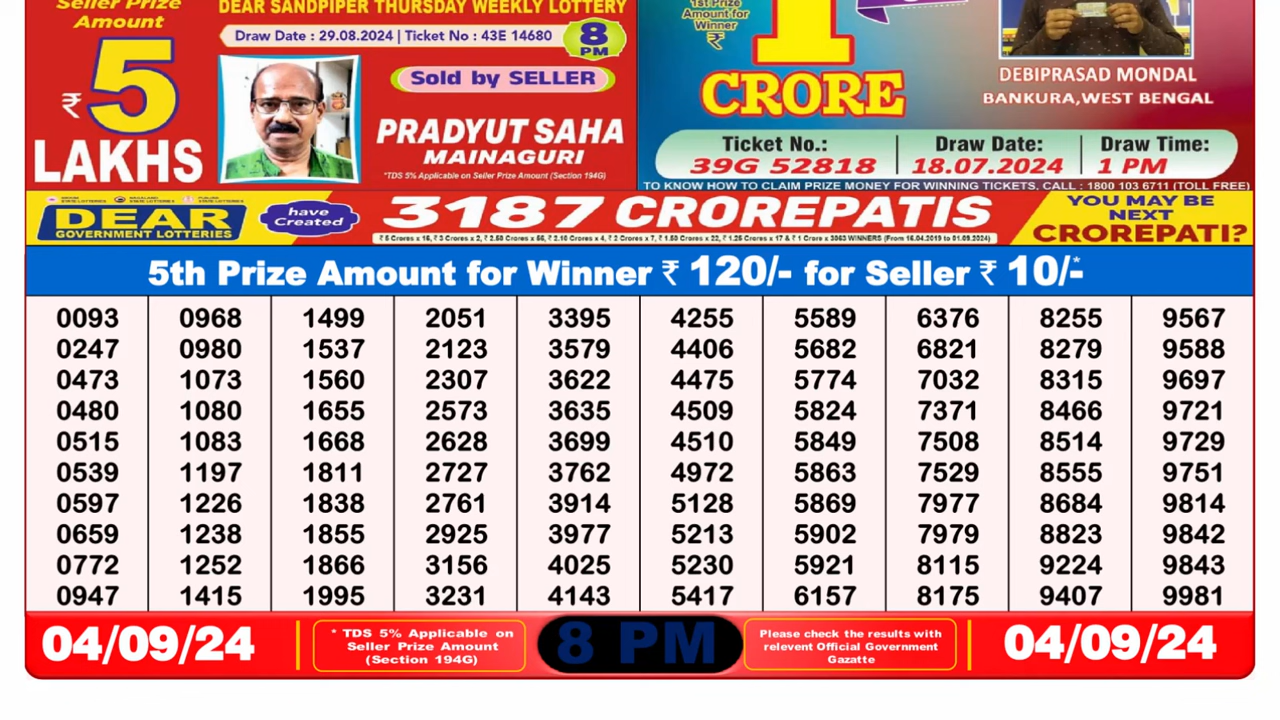 Seller Prize
Amount
₹ 5
LAKHS
DEAR SANDPIPER THURSDAY WEEKLY LOTTERY
Draw Date : 29.08.2024 | Ticket No : 43E 14680
8
PM
Sold by SELLER
PRADYUT SAHA
MAINAGURI
*TDS 5% Applicable on Seller Prize Amount (Section 194G)
1st Prize
Amount for
Winner
₹
1
CRORE
DEBIPRASAD MONDAL
BANKURA,WEST BENGAL
Ticket No.: Draw Date: Draw Time:
39G 52818 18.07.2024 1 PM
TO KNOW HOW TO CLAIM PRIZE MONEY FOR WINNING TICKETS, CALL : 1800 103 6711 (TOLL FREE)
DEAR
GOVERNMENT LOTTERIES
have
Created
3187 CROREPATIS
YOU MAY BE
NEXT
CROREPATI?
5th Prize Amount for Winner ₹ 120/- for Seller ₹ 10/-*
0093 0968 1499 2051 3395 4255 5589 6376 8255 9567
0247 0980 1537 2123 3579 4406 5682 6821 8279 9588
0473 1073 1560 2307 3622 4475 5774 7032 8315 9697
0480 1080 1655 2573 3635 4509 5824 7371 8466 9721
0515 1083 1668 2628 3699 4510 5849 7508 8514 9729
0539 1197 1811 2727 3762 4972 5863 7529 8555 9751
0597 1226 1838 2761 3914 5128 5869 7977 8684 9814
0659 1238 1855 2925 3977 5213 5902 7979 8823 9842
0772 1252 1866 3156 4025 5230 5921 8115 9224 9843
0947 1415 1995 3231 4143 5417 6157 8175 9407 9981
04/09/24
* TDS 5% Applicable on
Seller Prize Amount
(Section 194G)
8 PM
Please check the results with
relevent Official Government
Gazatte
04/09/24